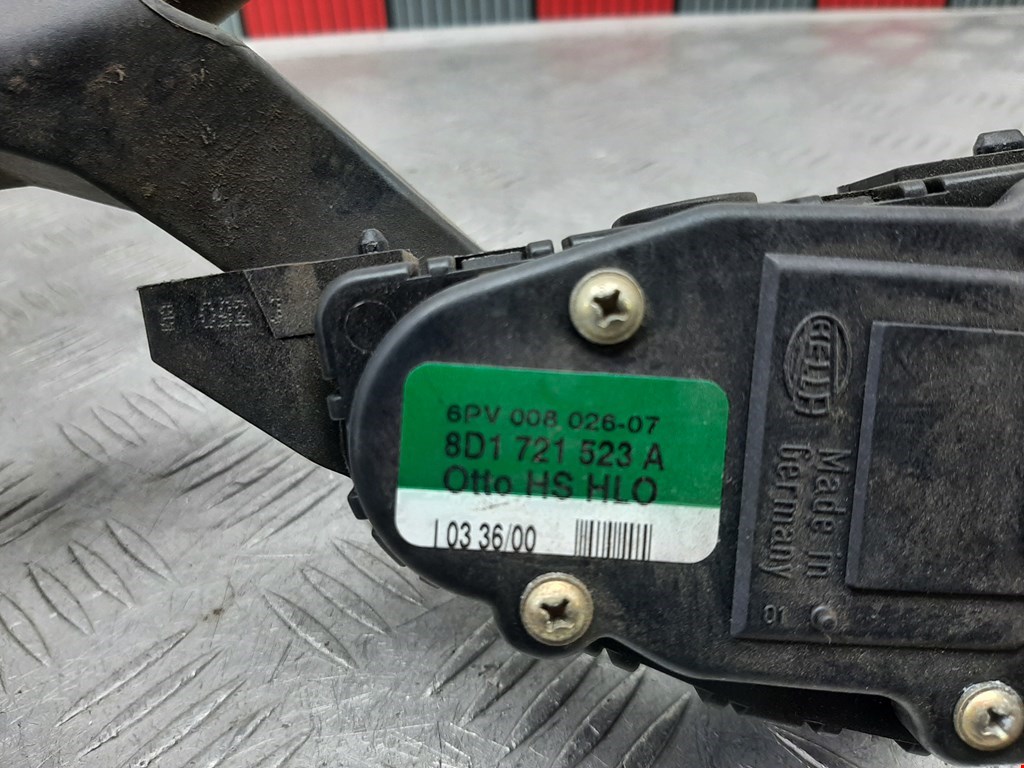 6PV 008 026-07
8D1 721 523 A
Otto HS HLO
I 03 36/00
HELLA
Made in
Germany
01